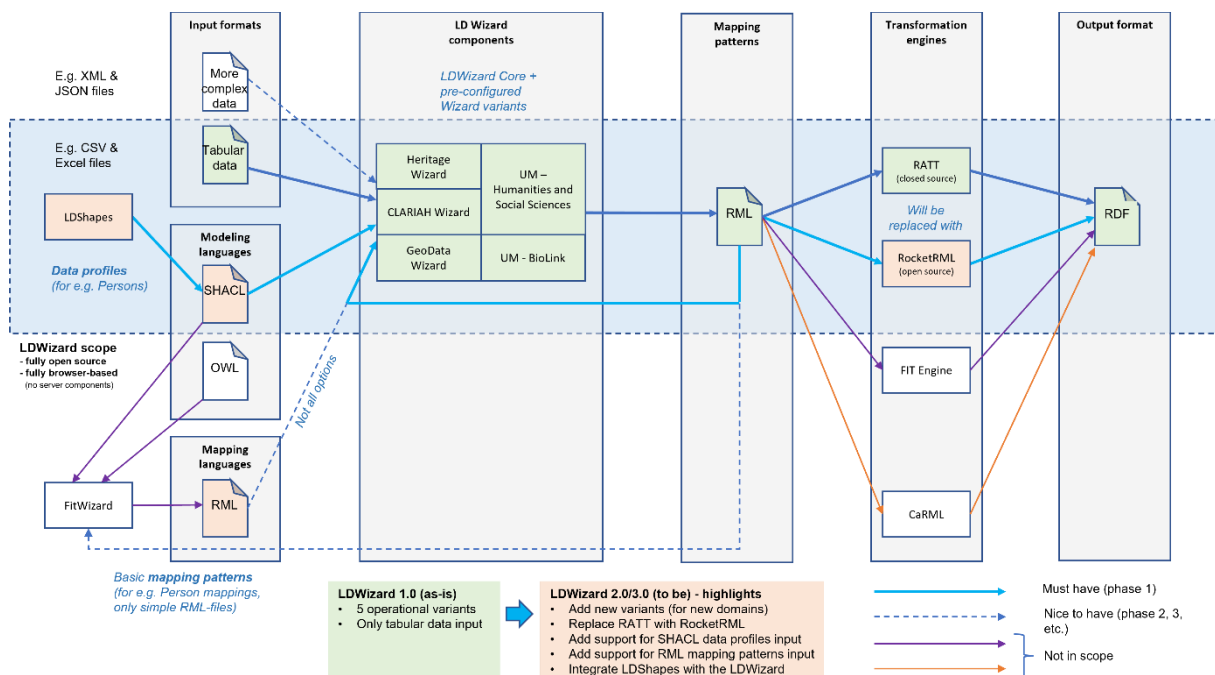 Input formats
LD Wizard
components
Mapping
patterns
Transformation
engines
Output format
E.g. XML &
JSON files
More
complex
data
LDWizard Core +
pre-configured
Wizard variants
E.g. CSV &
Excel files
Tabular
data
Heritage
Wizard
CLARIAH Wizard
GeoData
Wizard
UM –
Humanities and
Social Sciences
UM - BioLink
RML
RATT
(closed source)
Will be
replaced with
RocketRML
(open source)
RDF
LDShapes
Data profiles
(for e.g. Persons)
Modeling
languages
SHACL
OWL
LDWizard scope
- fully open source
- fully browser-based
(no server components)
Not all options
FIT Engine
Mapping
languages
RML
FitWizard
CaRML
Basic mapping patterns
(for e.g. Person mappings,
only simple RML-files)
LDWizard 1.0 (as-is)
• 5 operational variants
• Only tabular data input
LDWizard 2.0/3.0 (to be) - highlights
• Add new variants (for new domains)
• Replace RATT with RocketRML
• Add support for SHACL data profiles input
• Add support for RML mapping patterns input
• Integrate LDShapes with the LDWizard
Must have (phase 1)
Nice to have (phase 2, 3,
etc.)
Not in scope